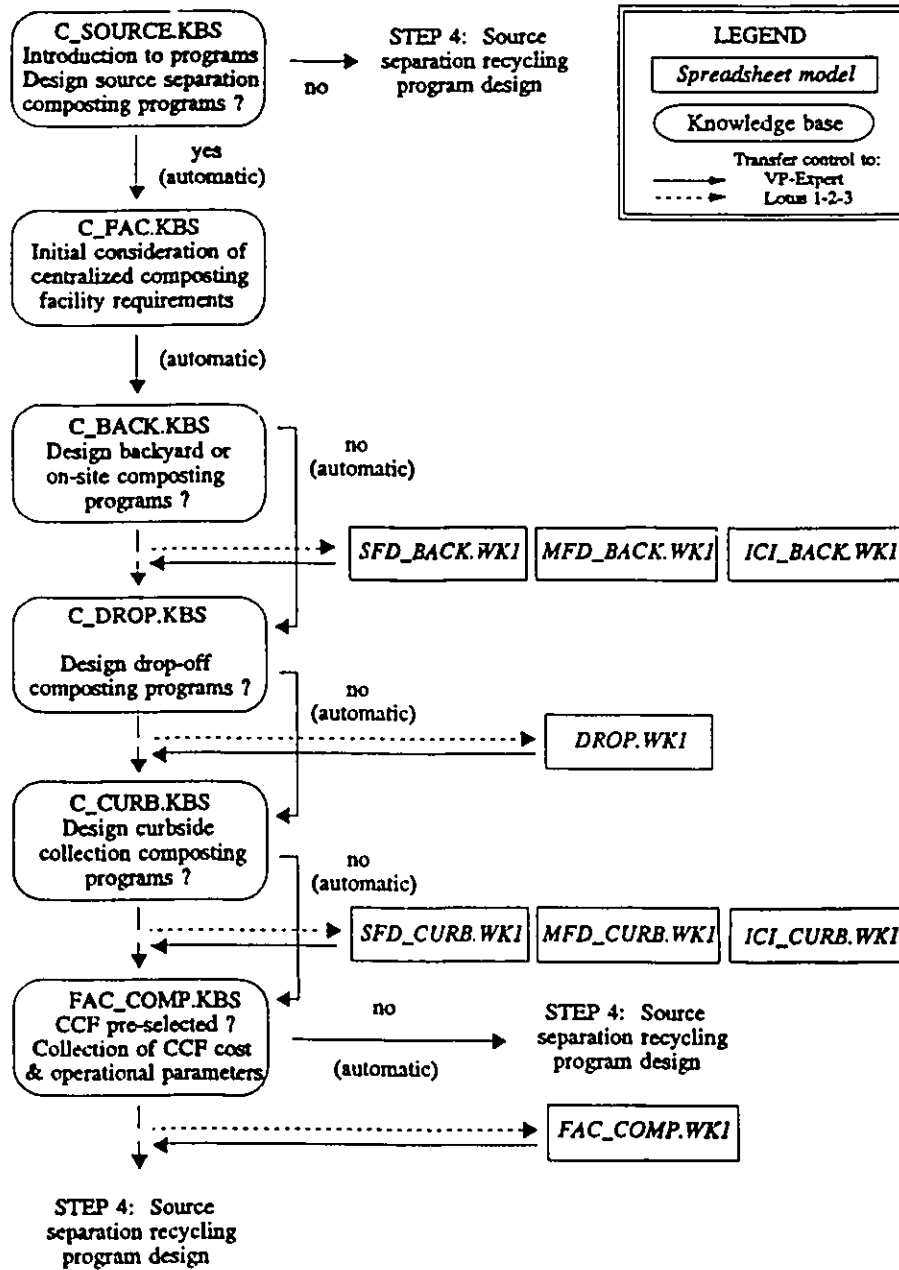 C_SOURCE.KBS
Introduction to programs
Design source separation
composting programs ?
no
STEP 4: Source
separation recycling
program design
LEGEND
Spreadsheet model
Knowledge base
Transfer control to:
VP-Expert
Lotus 1-2-3
yes
(automatic)
C_FAC.KBS
Initial consideration of
centralized composting
facility requirements
(automatic)
C_BACK.KBS
Design backyard or
on-site composting
programs ?
no
(automatic)
SFD_BACK.WK1
MFD_BACK.WK1
ICI_BACK.WK1
C_DROP.KBS
Design drop-off
composting programs ?
no
(automatic)
DROP.WK1
C_CURB.KBS
Design curbside
collection composting
programs ?
no
(automatic)
SFD_CURB.WK1
MFD_CURB.WK1
ICI_CURB.WK1
FAC_COMP.KBS
CCF pre-selected ?
Collection of CCF cost
& operational parameters
no
(automatic)
STEP 4: Source
separation recycling
program design
FAC_COMP.WK1
STEP 4: Source
separation recycling
program design